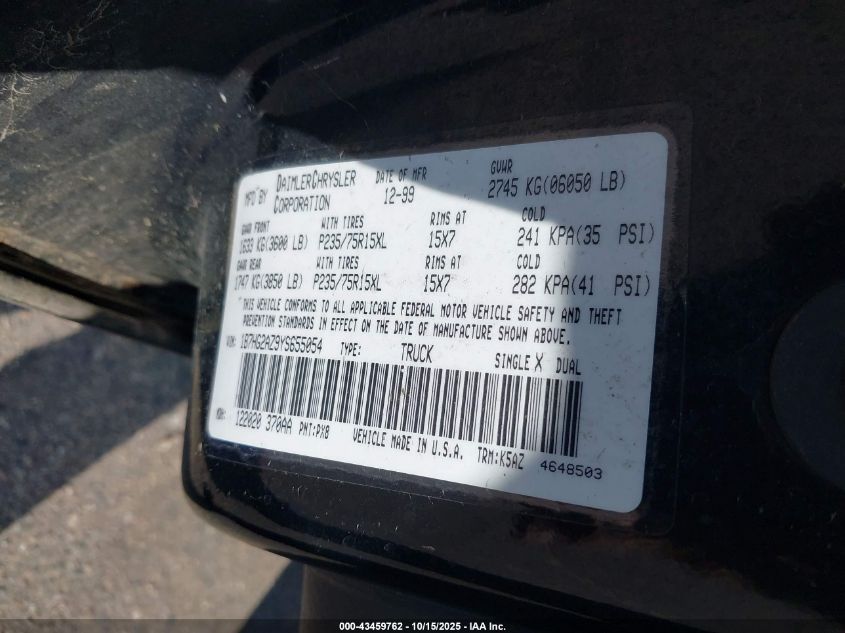 MFD BY DAIMLERCHRYSLER CORPORATION DATE OF MFR 12-99 GVWR 2745 KG(06050 LB)
GAWR FRONT WITH TIRES RIMS AT COLD
1633 KG(3600 LB) P235/75R15XL 15X7 241 KPA(35 PSI)
GAWR REAR WITH TIRES RIMS AT COLD
1747 KG(3850 LB) P235/75R15XL 15X7 282 KPA(41 PSI)
THIS VEHICLE CONFORMS TO ALL APPLICABLE FEDERAL MOTOR VEHICLE SAFETY AND THEFT
PREVENTION STANDARDS IN EFFECT ON THE DATE OF MANUFACTURE SHOWN ABOVE.
VIN: 1B7HG2AZ9YS655054 TYPE: TRUCK SINGLE X DUAL
MDH: 122020 370AA PNT:PX8 VEHICLE MADE IN U.S.A. TRM:K5AZ 4648503
000-43459762 - 10/15/2025 - IAA Inc.